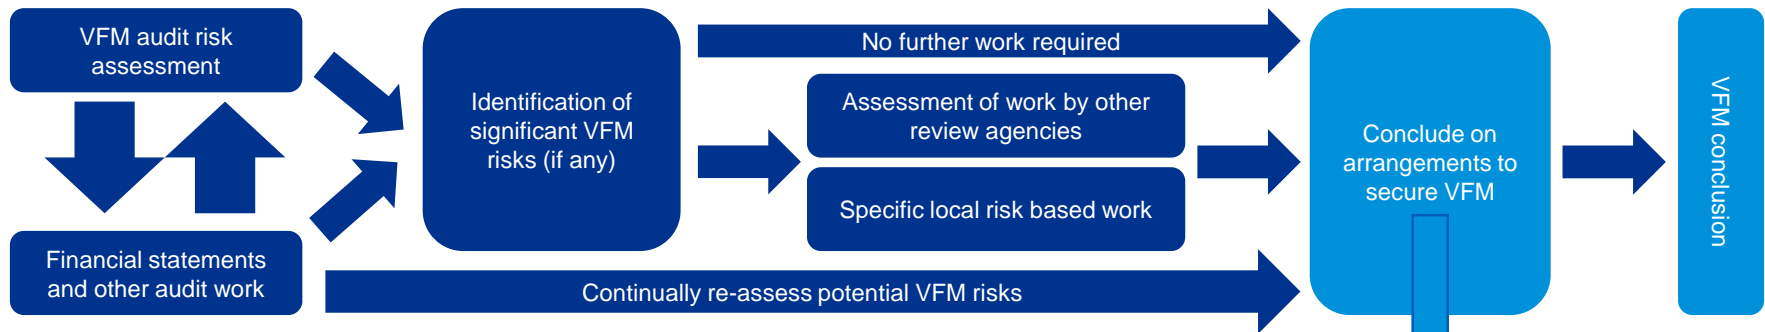 VFM audit risk
assessment
Financial statements
and other audit work
Identification of
significant VFM
risks (if any)
No further work required
Assessment of work by other
review agencies
Specific local risk based work
Continually re-assess potential VFM risks
Conclude on
arrangements to
secure VFM
VFM conclusion